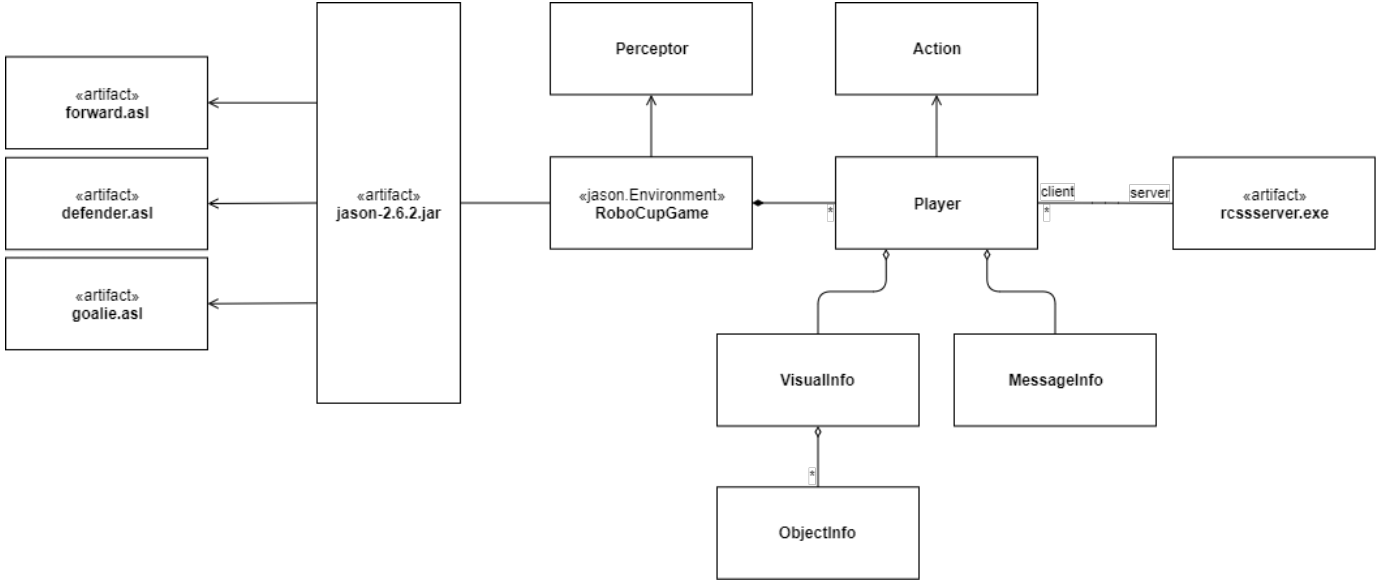 Perceptor
Action
«artifact»
forward.asl
«artifact»
defender.asl
«artifact»
goalie.asl
«artifact»
jason-2.6.2.jar
«jason.Environment»
RoboCupGame
*
Player
client
*
server
«artifact»
rcssserver.exe
VisualInfo
MessageInfo
*
ObjectInfo